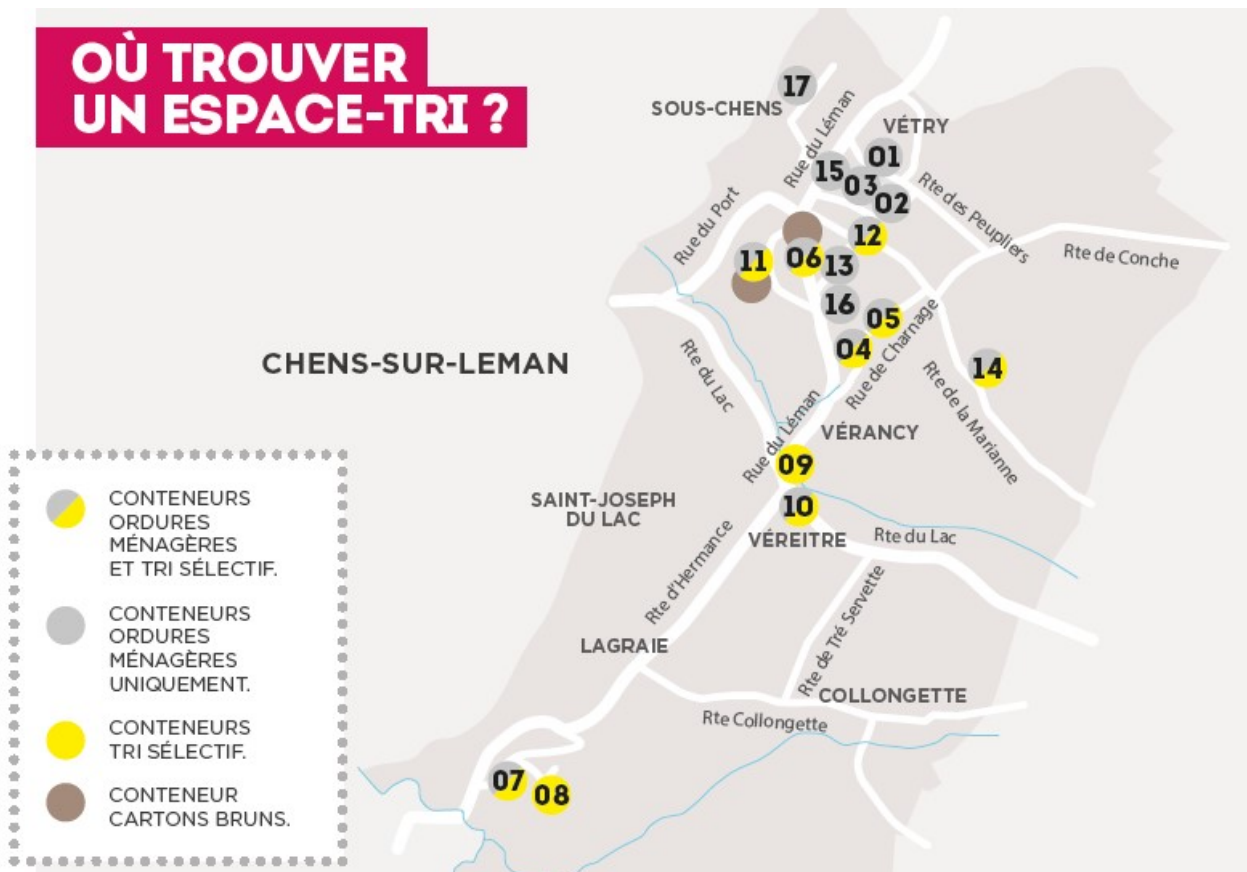 OÙ TROUVER
UN ESPACE-TRI ?
17
SOUS-CHENS
Rue du Léman
VÉTRY
01
15
03
02
Rte des Peupliers
Rue du Port
12
Rte de Conche
11
06
13
16
05
04
Rue de Charnage
CHENS-SUR-LEMAN
Rte du Lac
14
Rte de la Marianne
Rue du Léman
VÉRANCY
09
SAINT-JOSEPH
DU LAC
10
VÉREITRE
Rte du Lac
Rte d'Hermance
LAGRAIE
Rte de Tré Servette
COLLONGETTE
Rte Collongette
07
08
CONTENEURS
ORDURES
MÉNAGÈRES
ET TRI SÉLECTIF.
CONTENEURS
ORDURES
MÉNAGÈRES
UNIQUEMENT.
CONTENEURS
TRI SÉLECTIF.
CONTENEUR
CARTONS BRUNS.